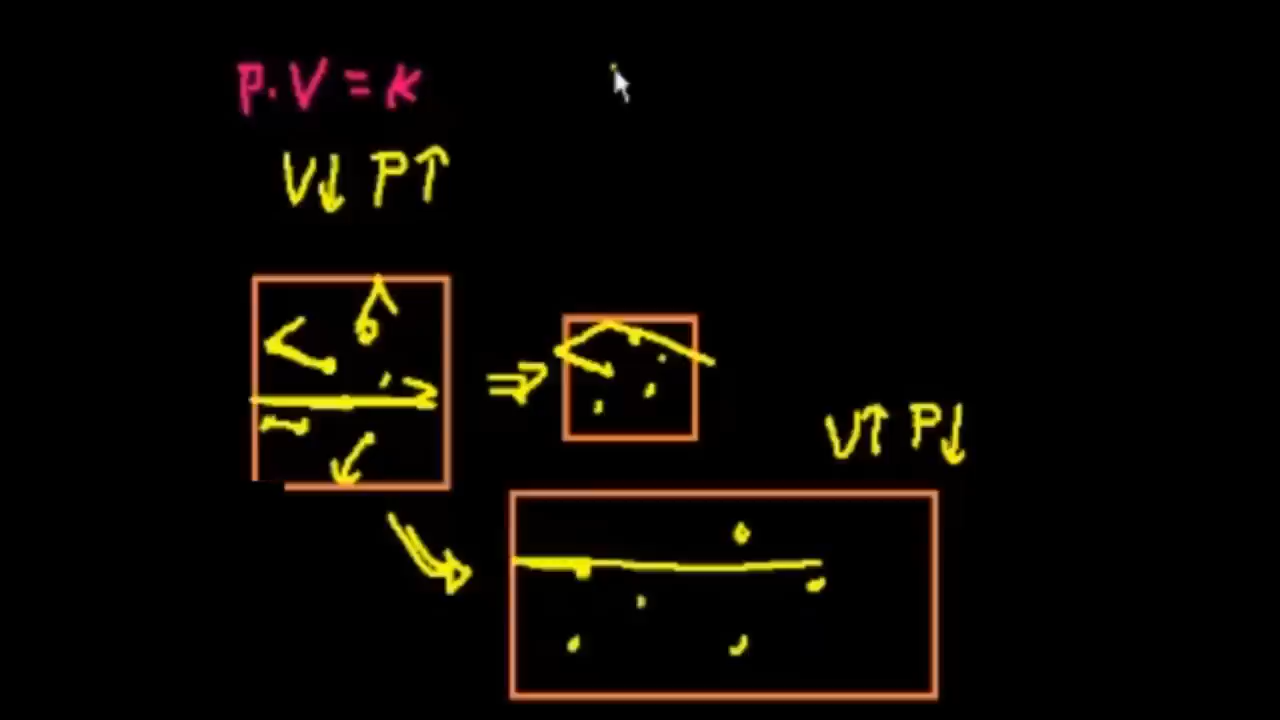 P.V = K
V↓ P↑
V↑ P↓